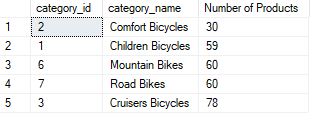 category_id category_name Number of Products
1 2 Comfort Bicycles 30
2 1 Children Bicycles 59
3 6 Mountain Bikes 60
4 7 Road Bikes 60
5 3 Cruisers Bicycles 78